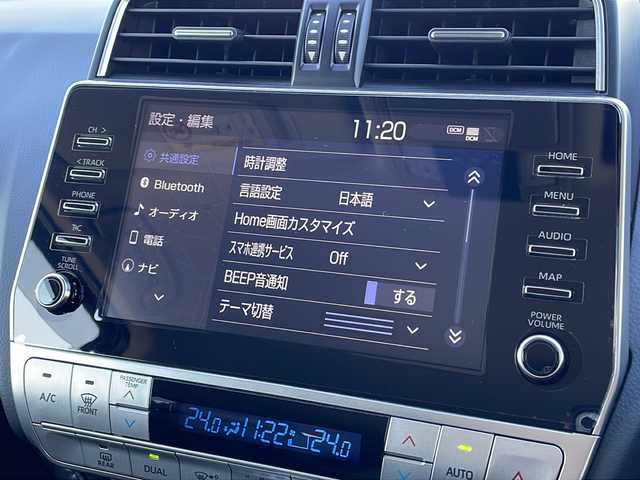 設定・編集
11:20
DCM
DCM
共通設定
Bluetooth
オーディオ
電話
ナビ
時計調整
言語設定 日本語
Home画面カスタマイズ
スマホ連携サービス Off
BEEP音通知 する
テーマ切替
CH >
< TRACK
PHONE
TUNE
SCROLL
HOME
MENU
AUDIO
MAP
POWER
VOLUME
A/C
FRONT
PASSENGER
TEMP
24.0 11:22 24.0
REAR
DUAL
AUTO